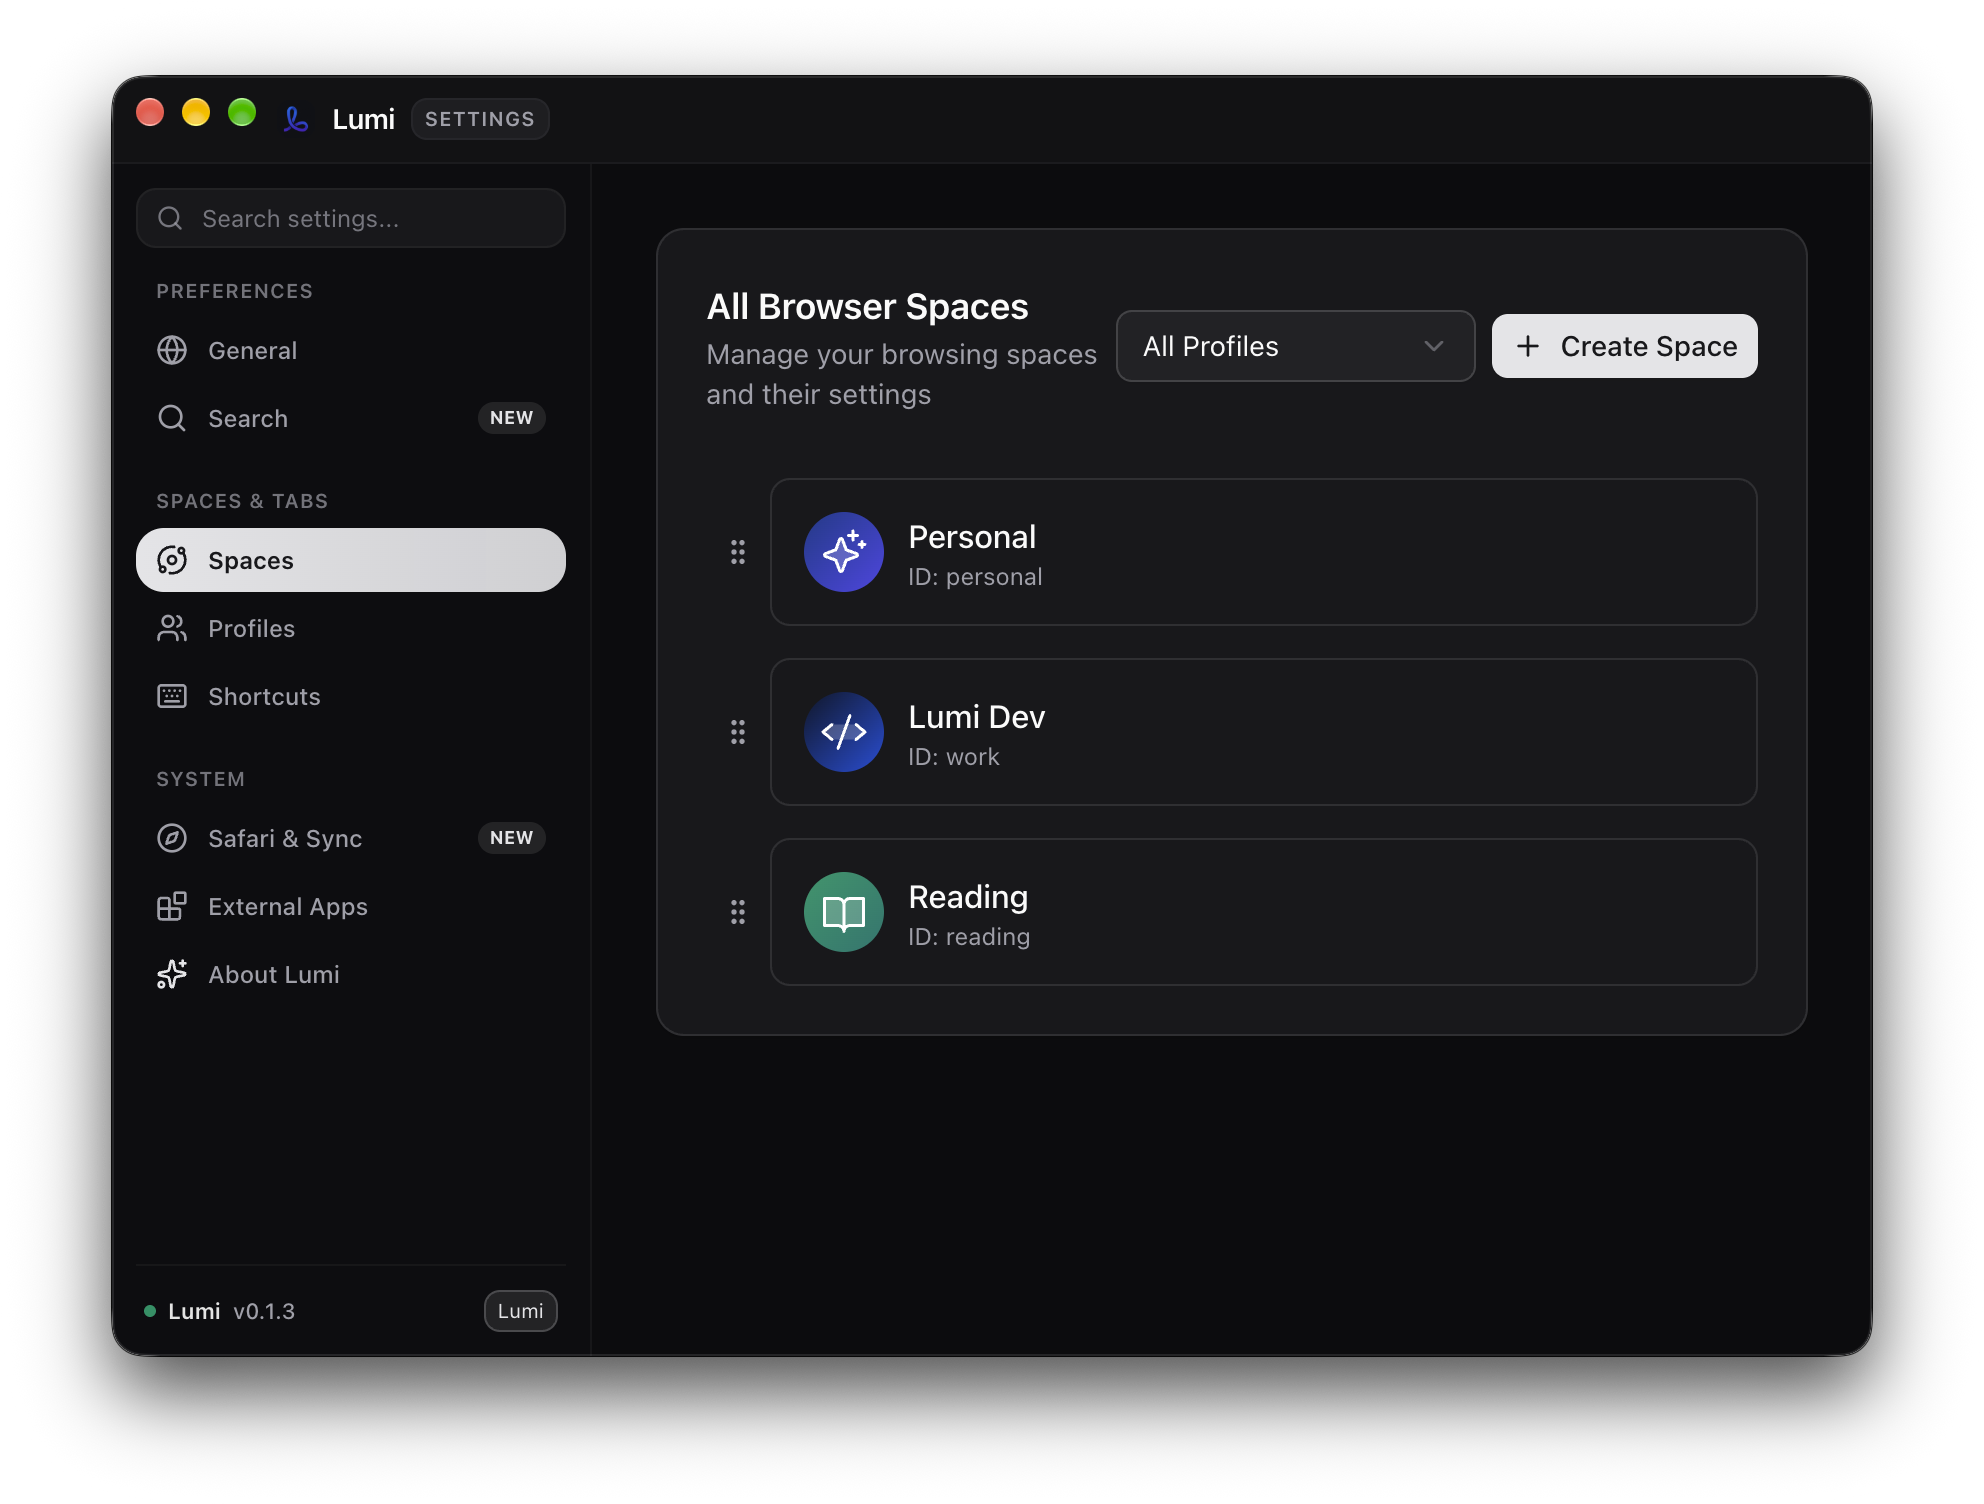 Lumi SETTINGS
Search settings...
PREFERENCES
General
Search NEW
SPACES & TABS
Spaces
Profiles
Shortcuts
SYSTEM
Safari & Sync NEW
External Apps
About Lumi
Lumi v0.1.3 Lumi
All Browser Spaces
Manage your browsing spaces
and their settings
All Profiles
Create Space
Personal
ID: personal
Lumi Dev
ID: work
Reading
ID: reading